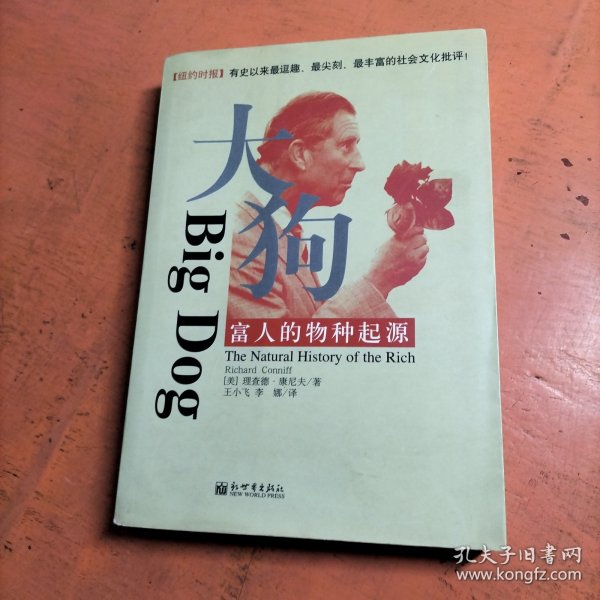 【纽约时报】有史以来最逗趣、最尖刻、最丰富的社会文化批评!
大狗
Big Dog
富人的物种起源
The Natural History of the Rich
Richard Conniff
[美] 理查德·康尼夫/著
王小飞 李 娜/译
新世界出版社
NEW WORLD PRESS
孔夫子旧书网
www.kongfz.com